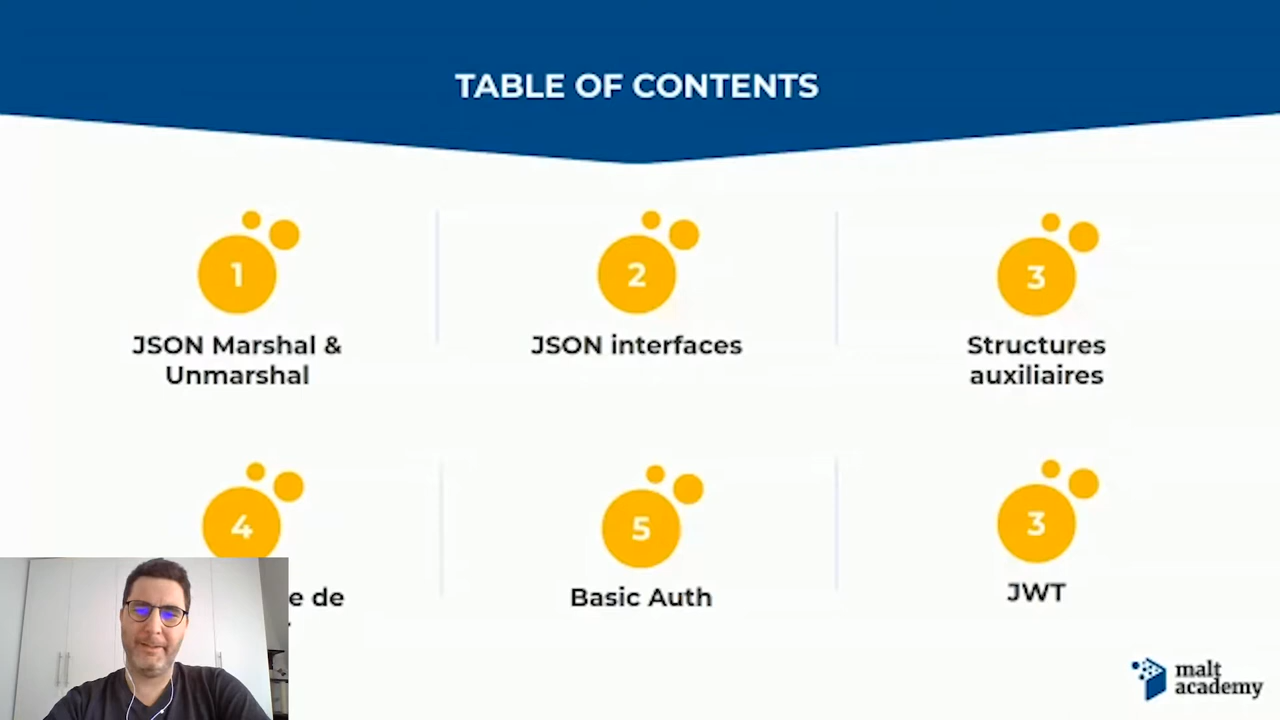 TABLE OF CONTENTS
1
2
3
JSON Marshal &
Unmarshal
JSON interfaces
Structures
auxiliaires
4
5
3
e de
Basic Auth
JWT
malt
academy